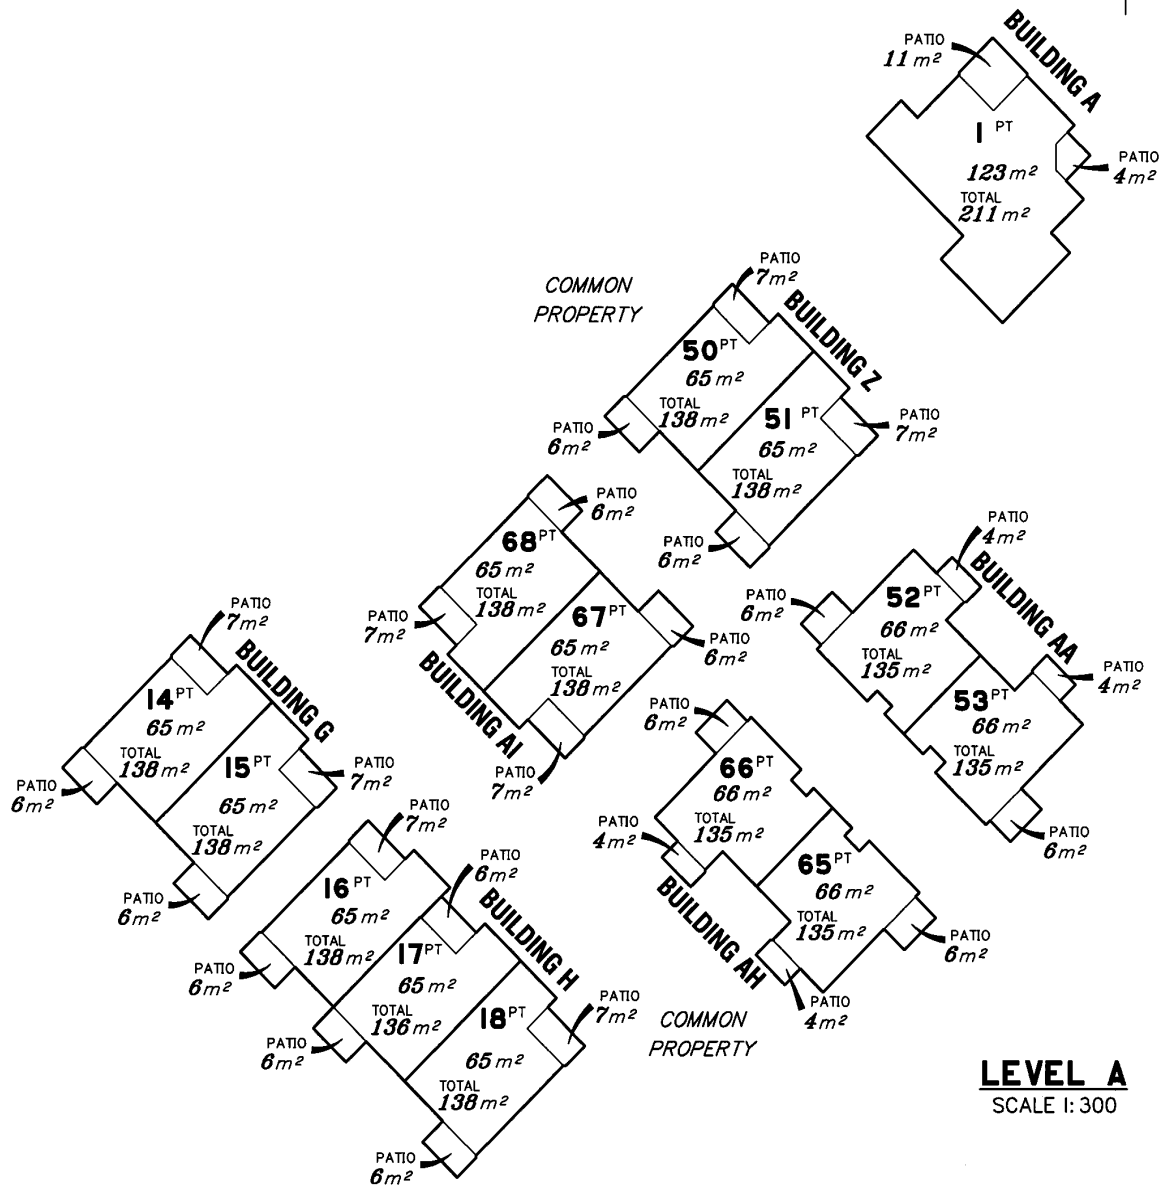 BUILDING A
PATIO
11 m²
1 PT
123 m²
TOTAL
211 m²
PATIO
4 m²
COMMON
PROPERTY
PATIO
7 m²
BUILDING Z
50 PT
65 m²
TOTAL
138 m²
PATIO
6 m²
51 PT
65 m²
TOTAL
138 m²
PATIO
7 m²
PATIO
6 m²
PATIO
6 m²
68 PT
65 m²
TOTAL
138 m²
PATIO
7 m²
67 PT
65 m²
TOTAL
138 m²
PATIO
6 m²
PATIO
7 m²
BUILDING AI
PATIO
4 m²
BUILDING AA
PATIO
6 m²
52 PT
66 m²
TOTAL
135 m²
53 PT
66 m²
TOTAL
135 m²
PATIO
4 m²
PATIO
6 m²
PATIO
7 m²
BUILDING G
14 PT
65 m²
TOTAL
138 m²
PATIO
6 m²
15 PT
65 m²
TOTAL
138 m²
PATIO
7 m²
PATIO
6 m²
PATIO
6 m²
66 PT
66 m²
TOTAL
135 m²
PATIO
4 m²
65 PT
66 m²
TOTAL
135 m²
PATIO
6 m²
PATIO
4 m²
BUILDING AH
PATIO
7 m²
16 PT
65 m²
TOTAL
138 m²
PATIO
6 m²
PATIO
6 m²
BUILDING H
17 PT
65 m²
TOTAL
136 m²
PATIO
6 m²
18 PT
65 m²
TOTAL
138 m²
PATIO
7 m²
PATIO
6 m²
COMMON
PROPERTY
LEVEL A
SCALE 1:300